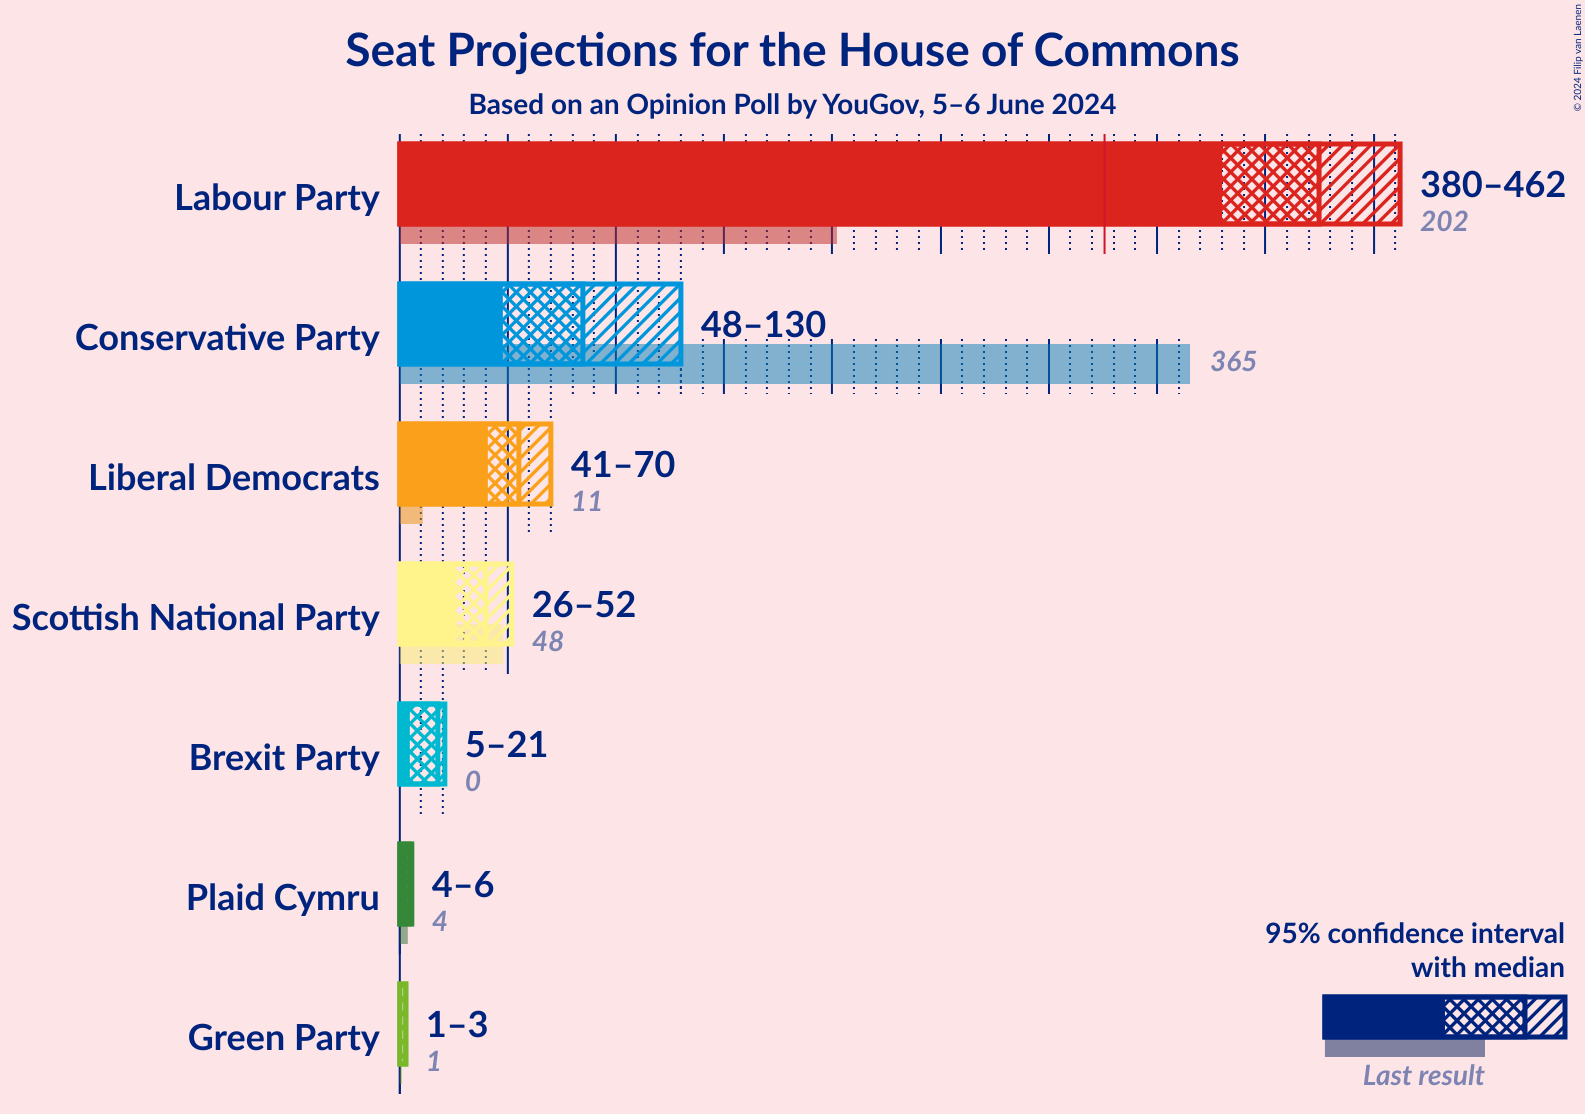 Seat Projections for the House of Commons
Based on an Opinion Poll by YouGov, 5–6 June 2024
© 2024 Filip van Laenen
Labour Party
380–462
202
Conservative Party
48–130
365
Liberal Democrats
41–70
11
Scottish National Party
26–52
48
Brexit Party
5–21
0
Plaid Cymru
4–6
4
Green Party
1–3
1
95% confidence interval
with median
Last result